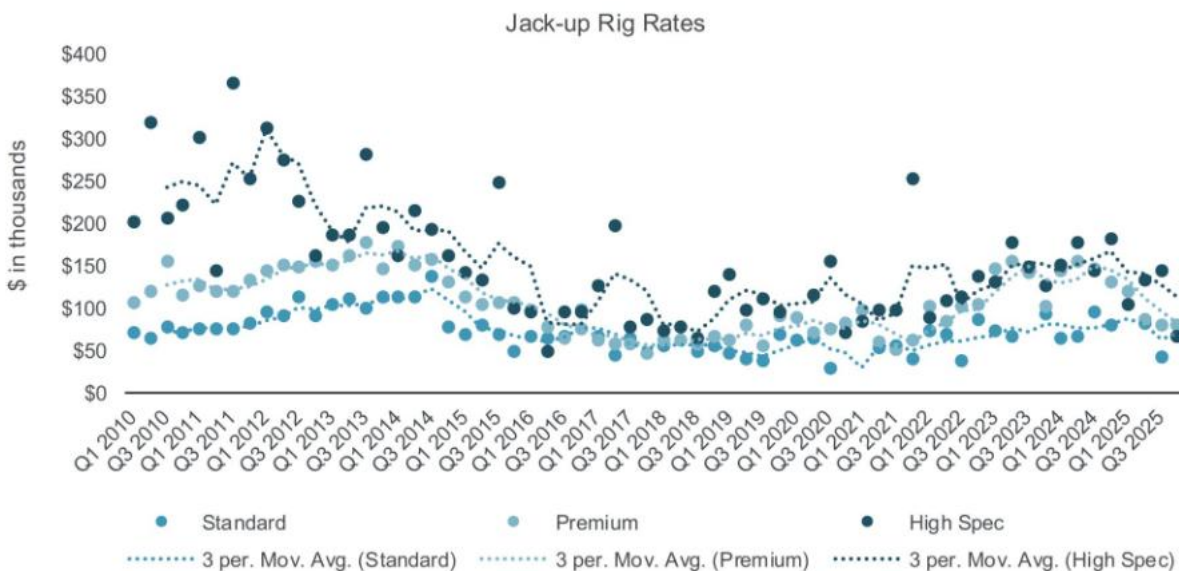 Jack-up Rig Rates
$ in thousands
$400
$350
$300
$250
$200
$150
$100
$50
$0
Q1 2010
Q3 2010
Q1 2011
Q3 2011
Q1 2012
Q3 2012
Q1 2013
Q3 2013
Q1 2014
Q3 2014
Q1 2015
Q3 2015
Q1 2016
Q3 2016
Q1 2017
Q3 2017
Q1 2018
Q3 2018
Q1 2019
Q3 2019
Q1 2020
Q3 2020
Q1 2021
Q3 2021
Q1 2022
Q3 2022
Q1 2023
Q3 2023
Q1 2024
Q3 2024
Q1 2025
Q3 2025
Standard Premium High Spec
3 per. Mov. Avg. (Standard) 3 per. Mov. Avg. (Premium) 3 per. Mov. Avg. (High Spec)